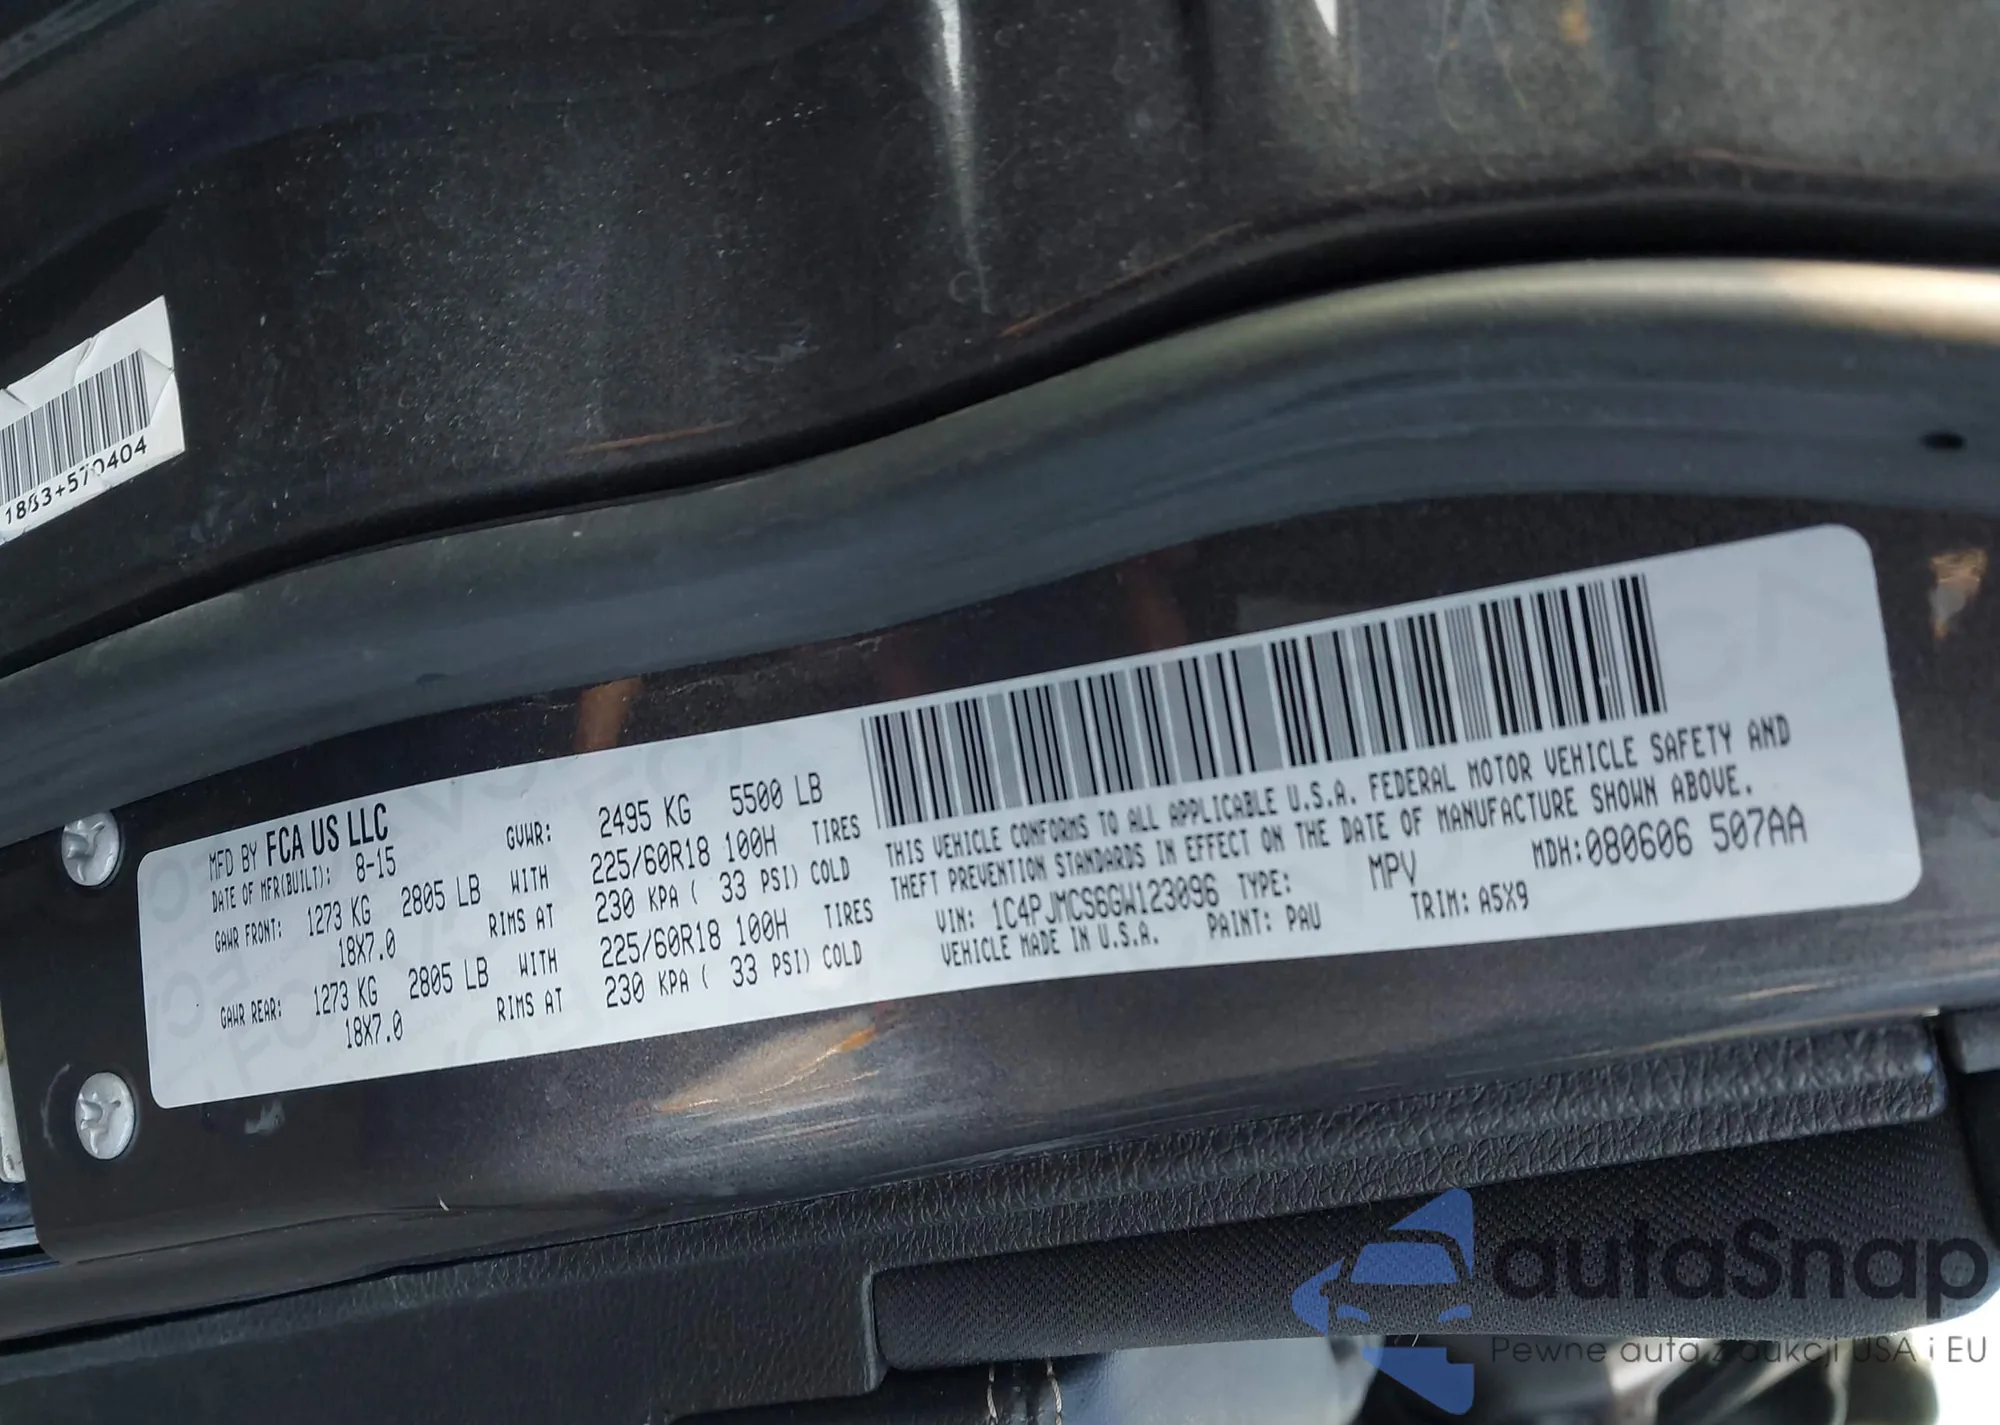 1883+570404
MFD BY FCA US LLC
DATE OF MFR(BUILT): 8-15 GVWR: 2495 KG 5500 LB
GAWR FRONT: 1273 KG 2805 LB WITH 225/60R18 100H TIRES
18X7.0 RIMS AT 230 KPA ( 33 PSI) COLD
GAWR REAR: 1273 KG 2805 LB WITH 225/60R18 100H TIRES
18X7.0 RIMS AT 230 KPA ( 33 PSI) COLD
THIS VEHICLE CONFORMS TO ALL APPLICABLE U.S.A. FEDERAL MOTOR VEHICLE SAFETY AND
THEFT PREVENTION STANDARDS IN EFFECT ON THE DATE OF MANUFACTURE SHOWN ABOVE.
VIN: 1C4PJMCS6GW123096 TYPE: MPV MDH:080606 507AA
VEHICLE MADE IN U.S.A. PAINT: PAU TRIM: A5X9
autoSnap
Pewne auta z aukcji USA i EU